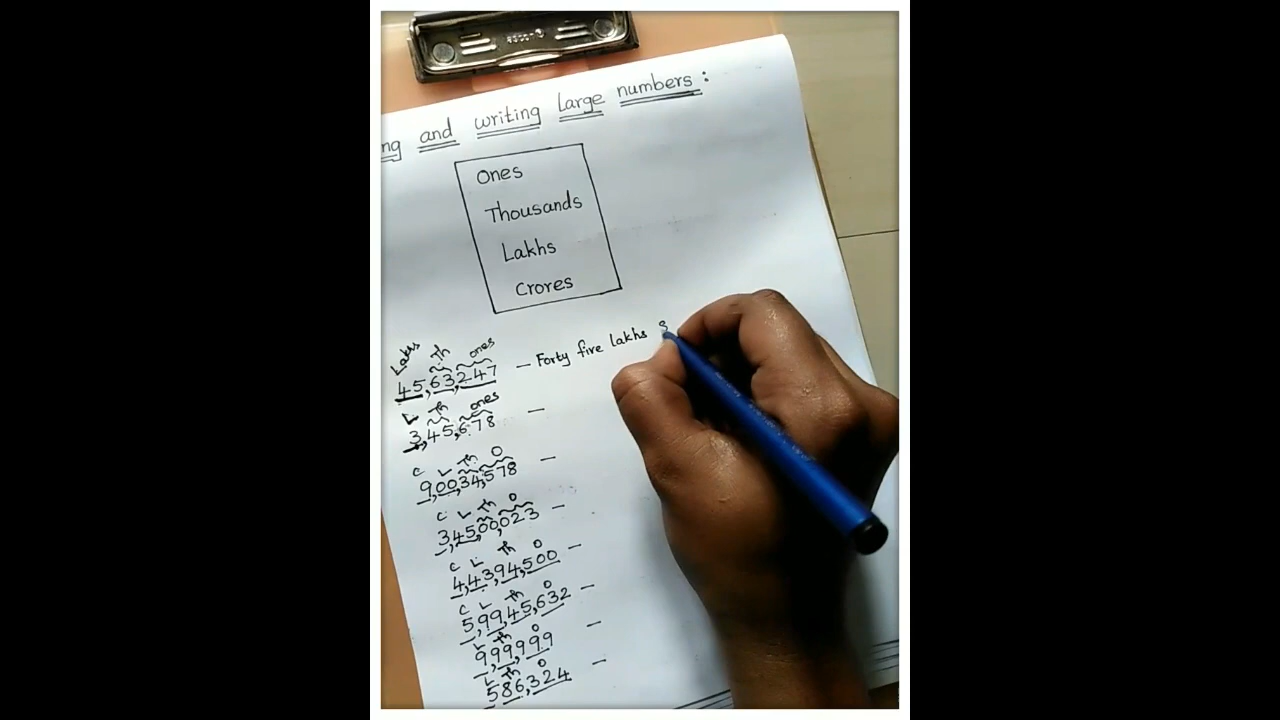 ng and writing large numbers :
Ones
Thousands
Lakhs
Crores
Lakhs Th ones
45,63,247 — Forty five lakhs s
L Th ones
3,45,678 —
C L Th O
9,00,34,578 —
C L Th O
3,45,00,023 —
C L Th O
4,43,94,500 —
C L Th O
5,99,45,632 —
L Th O
9,99,999 —
L Th O
5,86,324 —